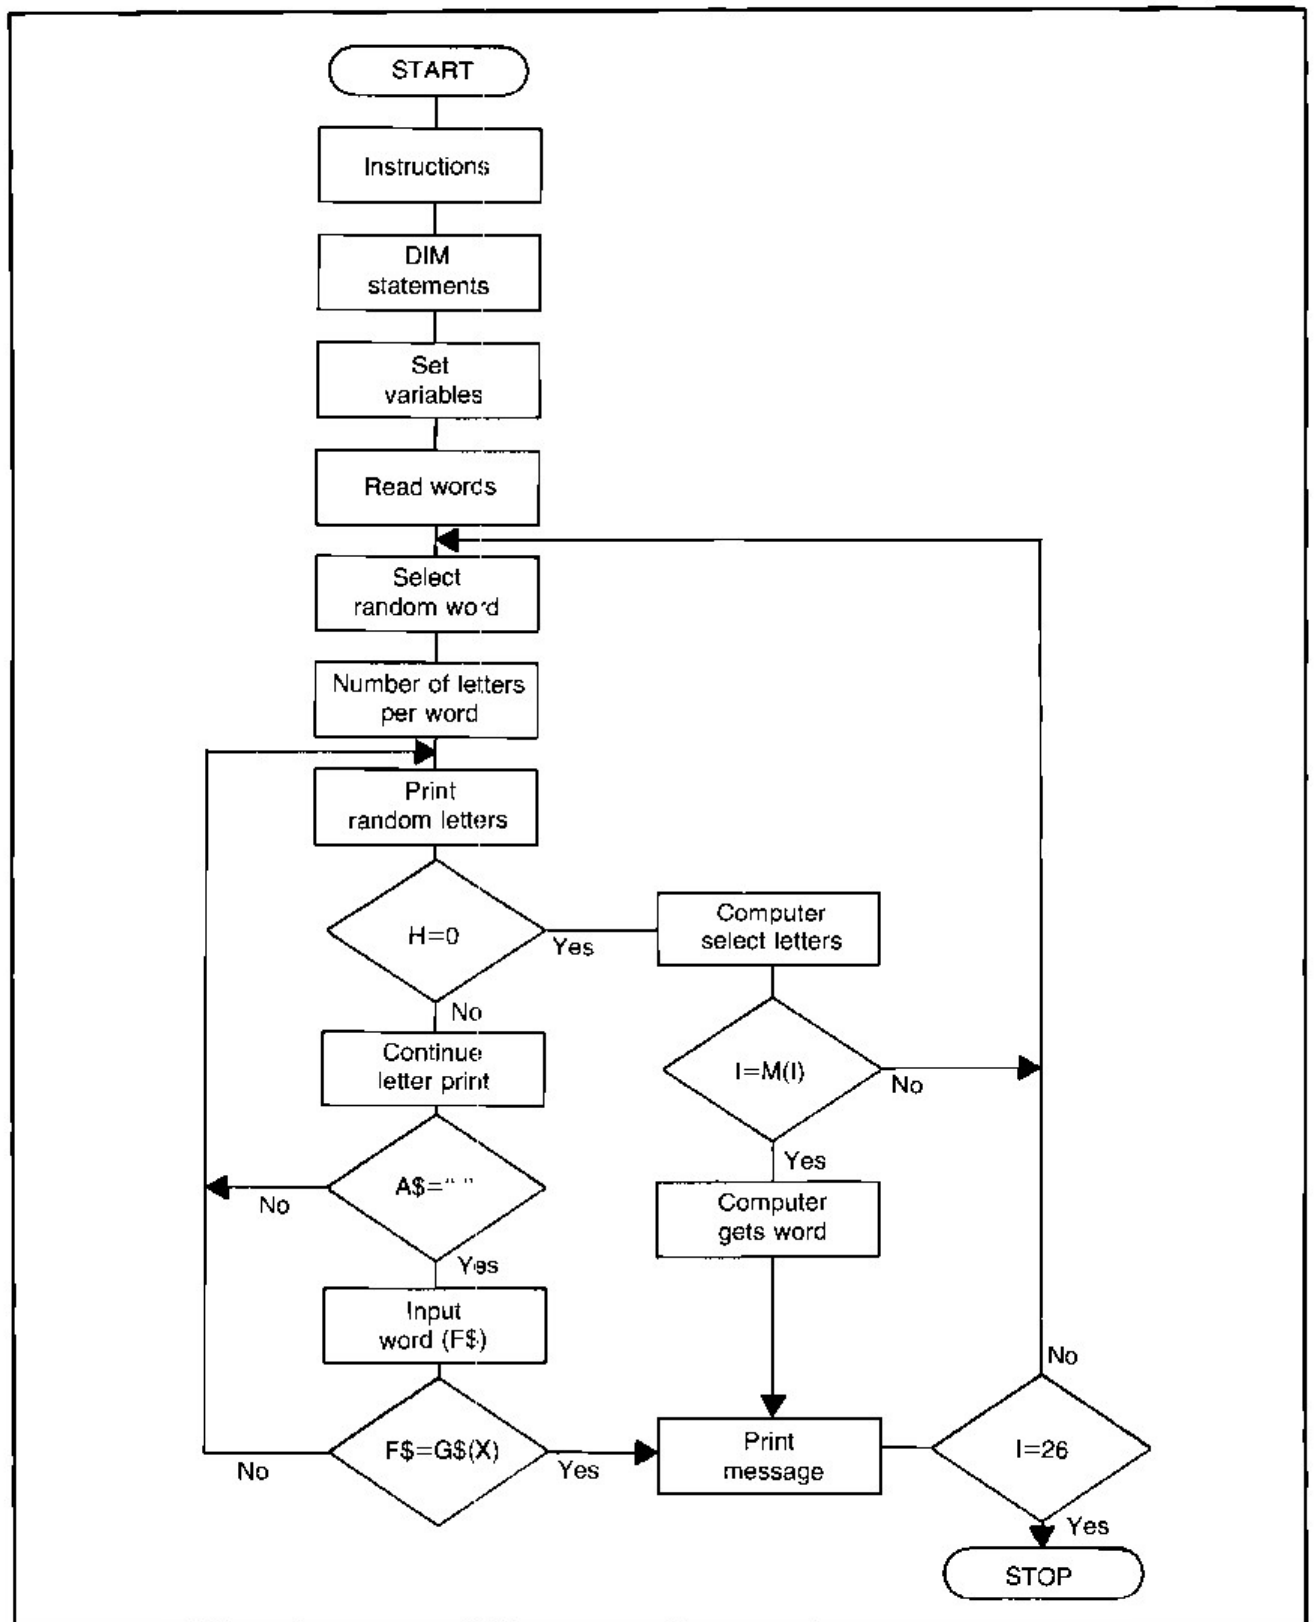 START
Instructions
DIM
statements
Set
variables
Read words
Select
random word
Number of letters
per word
Print
random letters
H=0
Yes
No
Computer
select letters
Continue
letter print
I=M(I)
No
Yes
A$=" "
No
Yes
Computer
gets word
Input
word (F$)
F$=G$(X)
No
Yes
Print
message
No
I=26
Yes
STOP